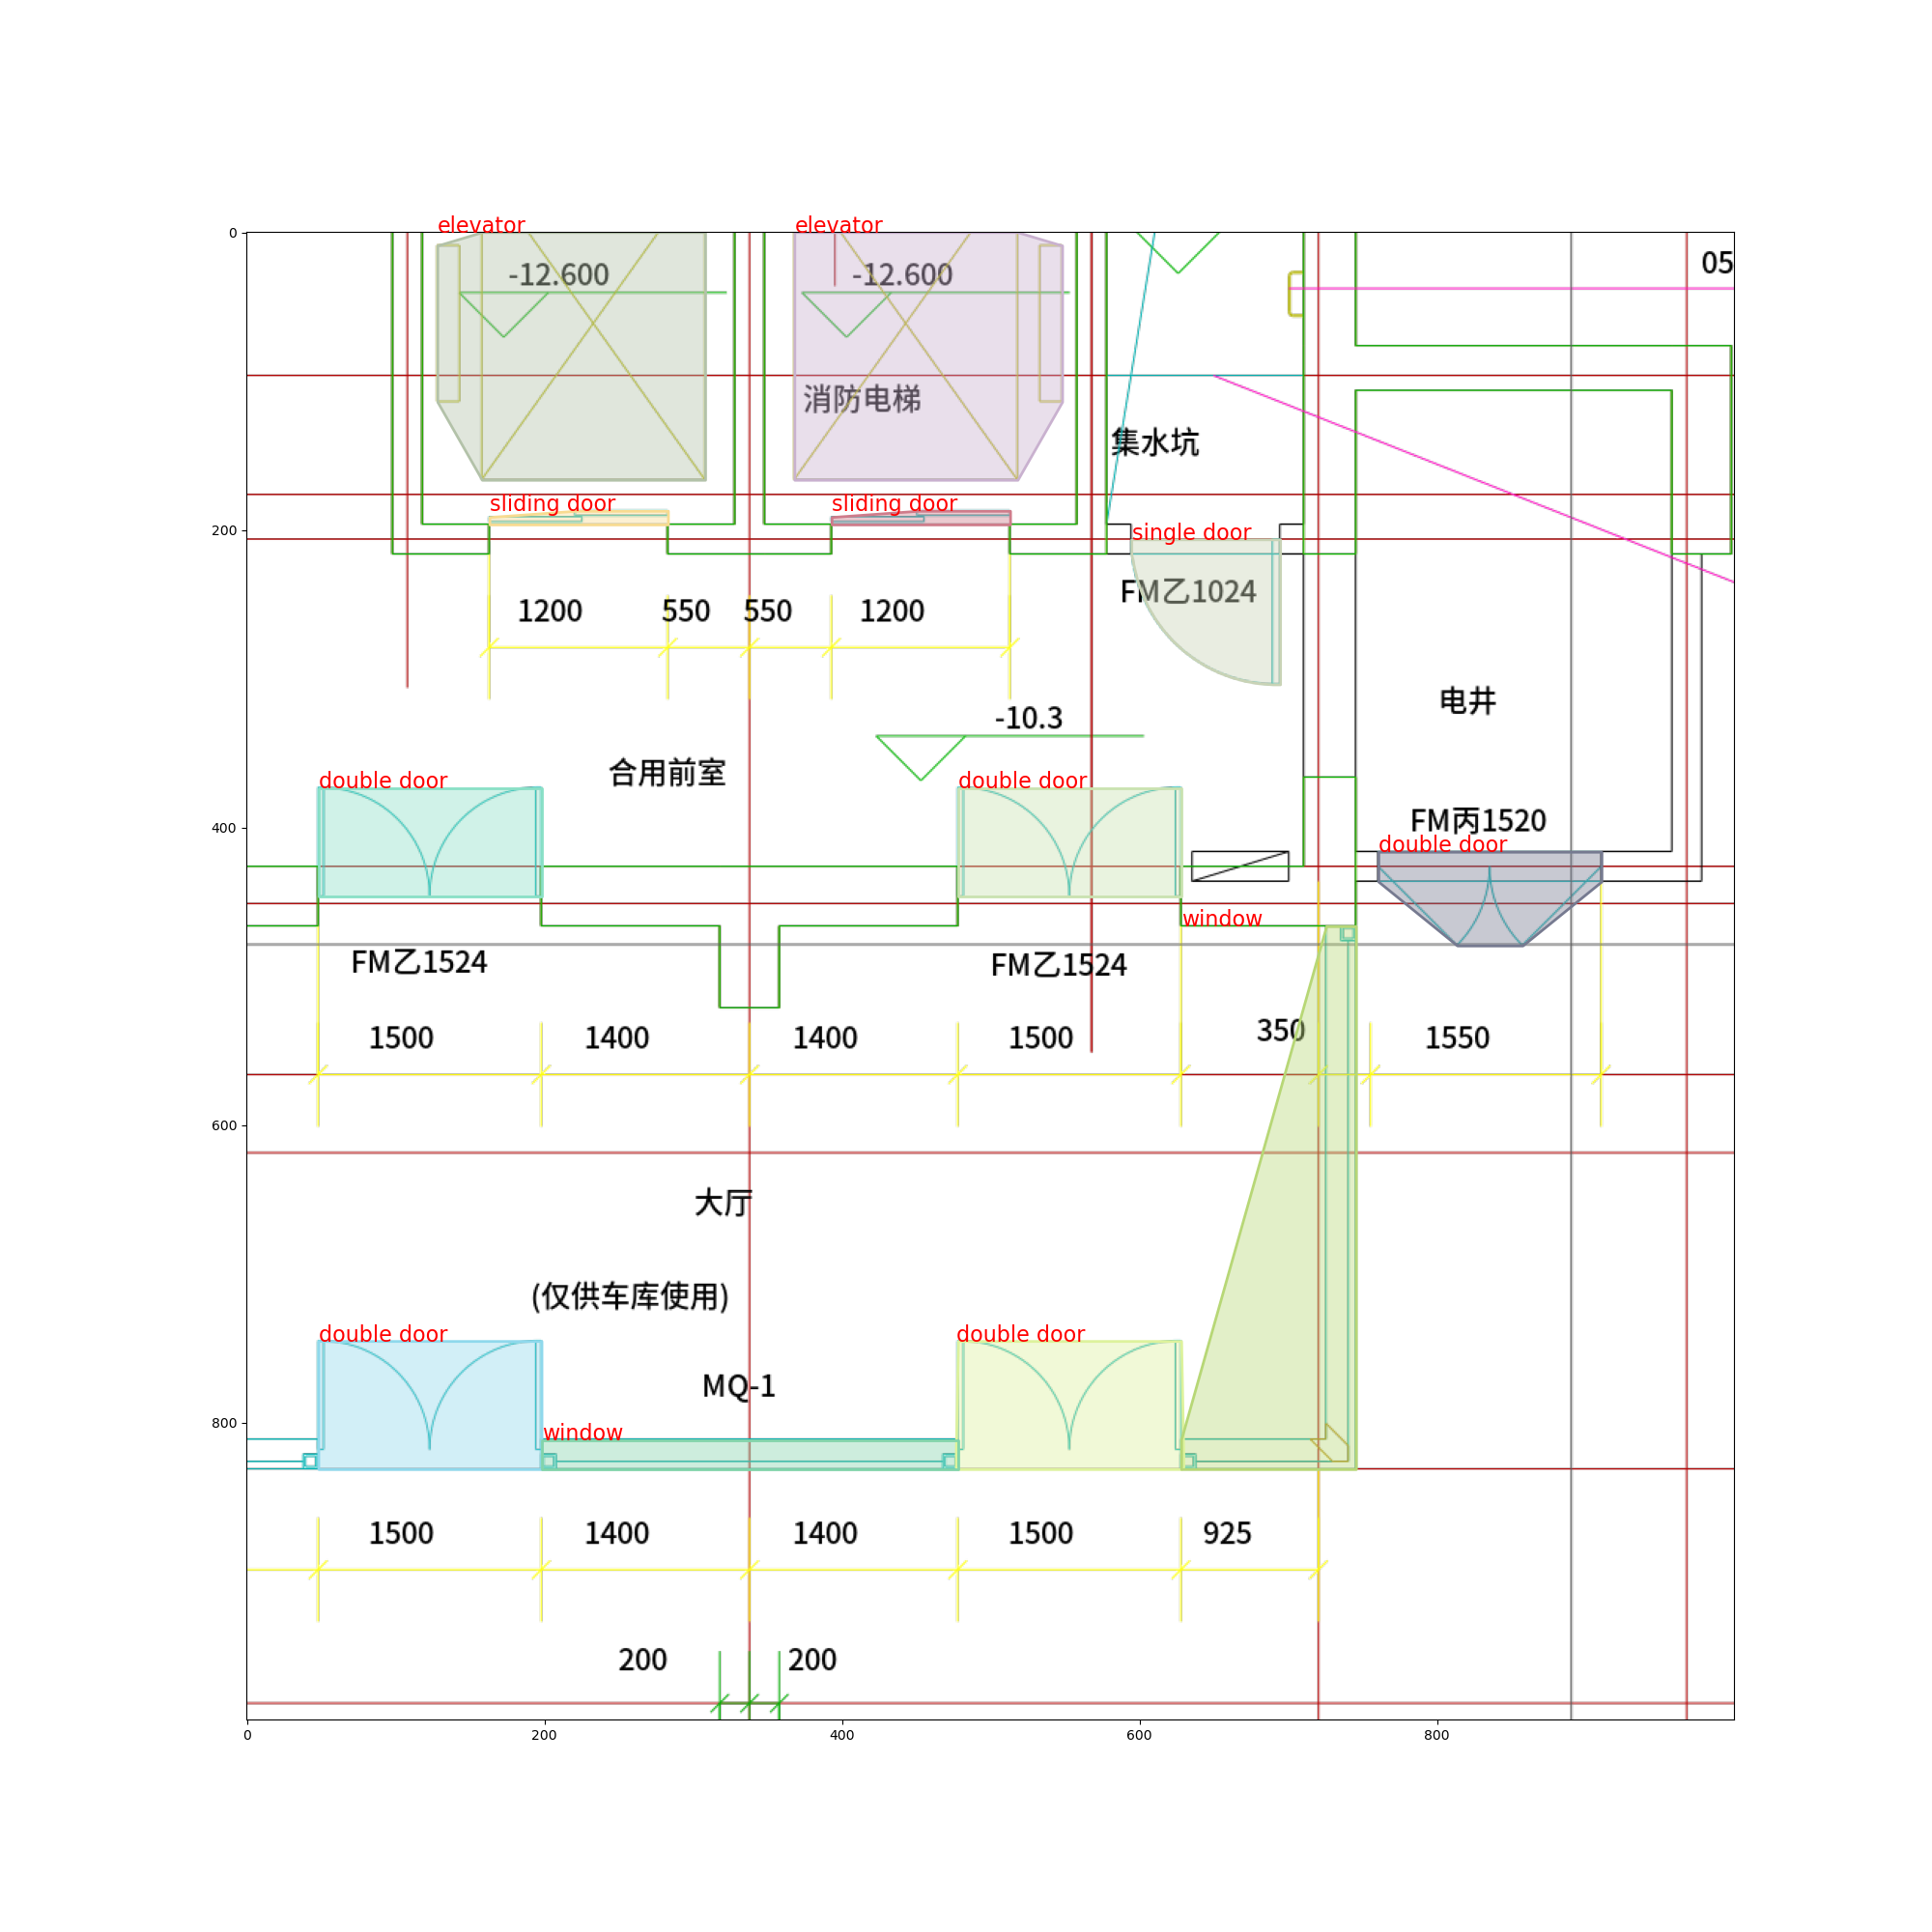 elevator
elevator
0
-12.600
-12.600
05
消防电梯
集水坑
sliding door
sliding door
single door
200
FM乙1024
1200
550
550
1200
电井
-10.3
合用前室
double door
double door
FM丙1520
400
double door
window
FM乙1524
FM乙1524
1500
1400
1400
1500
350
1550
600
大厅
(仅供车库使用)
double door
double door
MQ-1
800
window
1500
1400
1400
1500
925
200
200
0
200
400
600
800